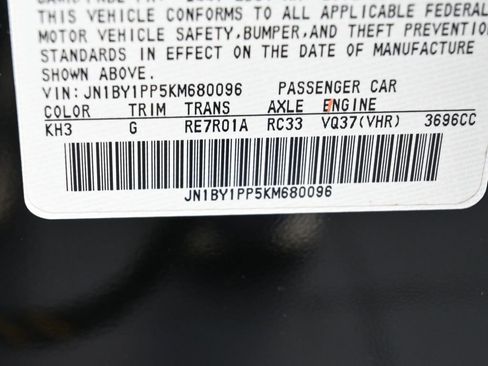 THIS VEHICLE CONFORMS TO ALL APPLICABLE FEDERAL
MOTOR VEHICLE SAFETY,BUMPER,AND THEFT PREVENTION
STANDARDS IN EFFECT ON THE DATE OF MANUFACTURE
SHOWN ABOVE.
VIN: JN1BY1PP5KM680096 PASSENGER CAR
COLOR TRIM TRANS AXLE ENGINE
KH3 G RE7R01A RC33 VQ37(VHR) 3696CC
JN1BY1PP5KM680096